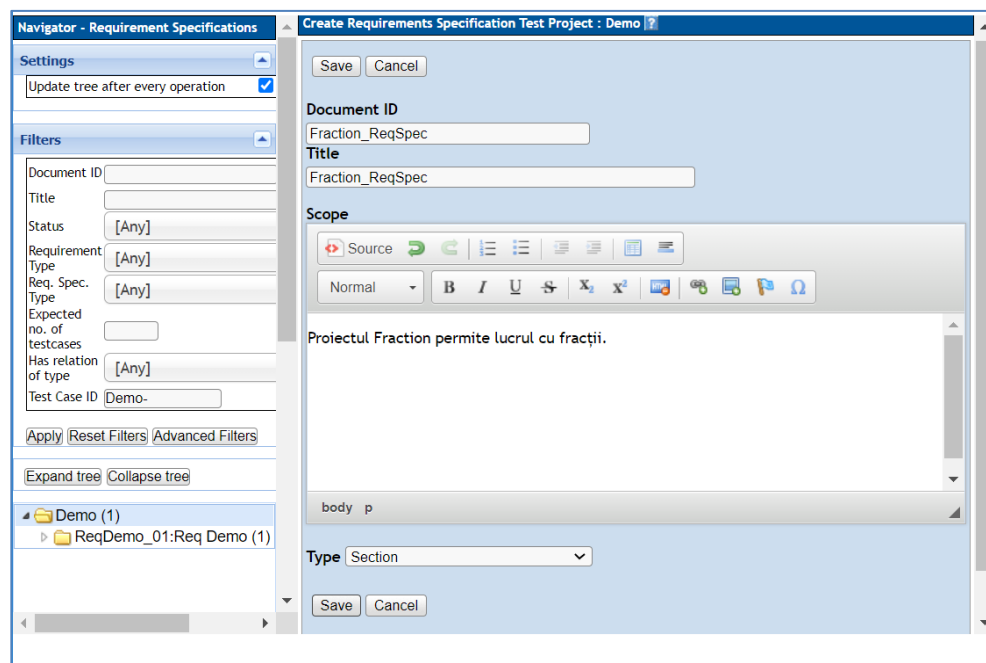 Navigator - Requirement Specifications
Settings
Update tree after every operation
Filters
Document ID
Title
Status [Any]
Requirement
Type [Any]
Req. Spec.
Type [Any]
Expected
no. of
testcases
Has relation
of type [Any]
Test Case ID Demo-
Apply Reset Filters Advanced Filters
Expand tree Collapse tree
Demo (1)
ReqDemo_01:Req Demo (1)
Create Requirements Specification Test Project : Demo ?
Save Cancel
Document ID
Fraction_ReqSpec
Title
Fraction_ReqSpec
Scope
Source
Normal B I U S X₂ x² Ω
Proiectul Fraction permite lucrul cu fracții.
body p
Type Section
Save Cancel